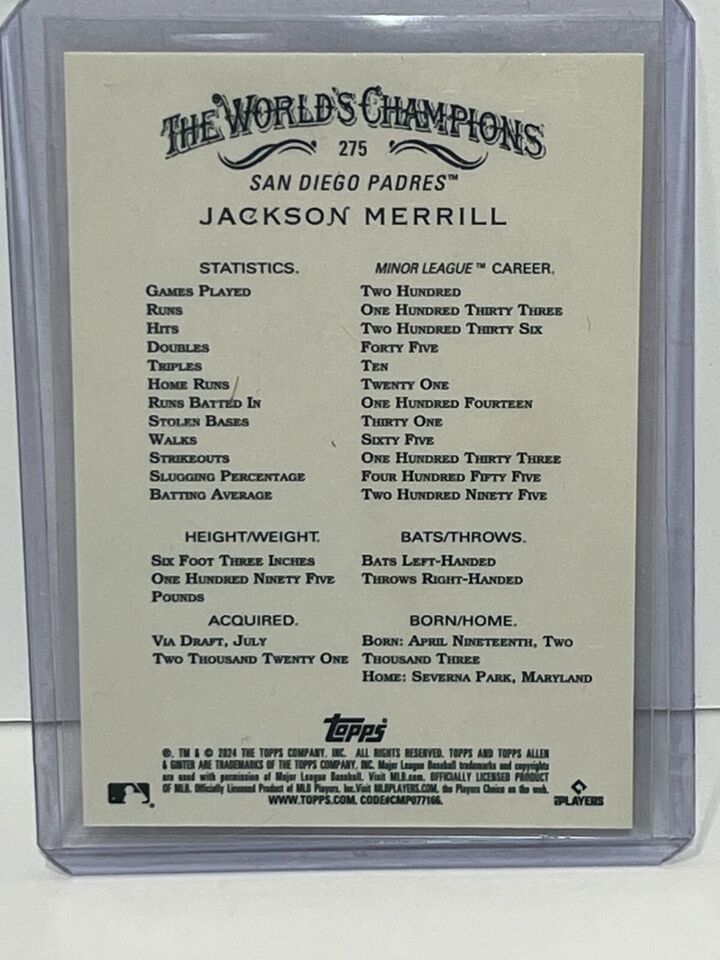 THE WORLD'S CHAMPIONS
275
SAN DIEGO PADRES™
JACKSON MERRILL
STATISTICS. MINOR LEAGUE™ CAREER.
GAMES PLAYED TWO HUNDRED
RUNS ONE HUNDRED THIRTY THREE
HITS TWO HUNDRED THIRTY SIX
DOUBLES FORTY FIVE
TRIPLES TEN
HOME RUNS TWENTY ONE
RUNS BATTED IN ONE HUNDRED FOURTEEN
STOLEN BASES THIRTY ONE
WALKS SIXTY FIVE
STRIKEOUTS ONE HUNDRED THIRTY THREE
SLUGGING PERCENTAGE FOUR HUNDRED FIFTY FIVE
BATTING AVERAGE TWO HUNDRED NINETY FIVE
HEIGHT/WEIGHT.
SIX FOOT THREE INCHES
ONE HUNDRED NINETY FIVE
POUNDS
BATS/THROWS.
BATS LEFT-HANDED
THROWS RIGHT-HANDED
ACQUIRED.
VIA DRAFT, JULY
TWO THOUSAND TWENTY ONE
BORN/HOME.
BORN: APRIL NINETEENTH, TWO
THOUSAND THREE
HOME: SEVERNA PARK, MARYLAND
topps
®, TM & © 2024 THE TOPPS COMPANY, INC. ALL RIGHTS RESERVED. TOPPS AND TOPPS ALLEN
& GINTER ARE TRADEMARKS OF THE TOPPS COMPANY, INC. Major League Baseball trademarks and copyrights
are used with permission of Major League Baseball. Visit MLB.com. OFFICIALLY LICENSED PRODUCT
OF MLB. Officially Licensed Product of MLB Players, Inc. Visit MLBPLAYERS.COM, the Players Choice on the web.
WWW.TOPPS.COM. CODE#CMP077166.
PLAYERS